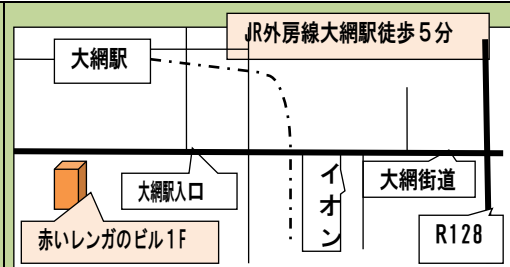 JR外房線大網駅徒歩５分
大網駅
大網駅入口
イオン
大網街道
赤いレンガのビル1F
R128